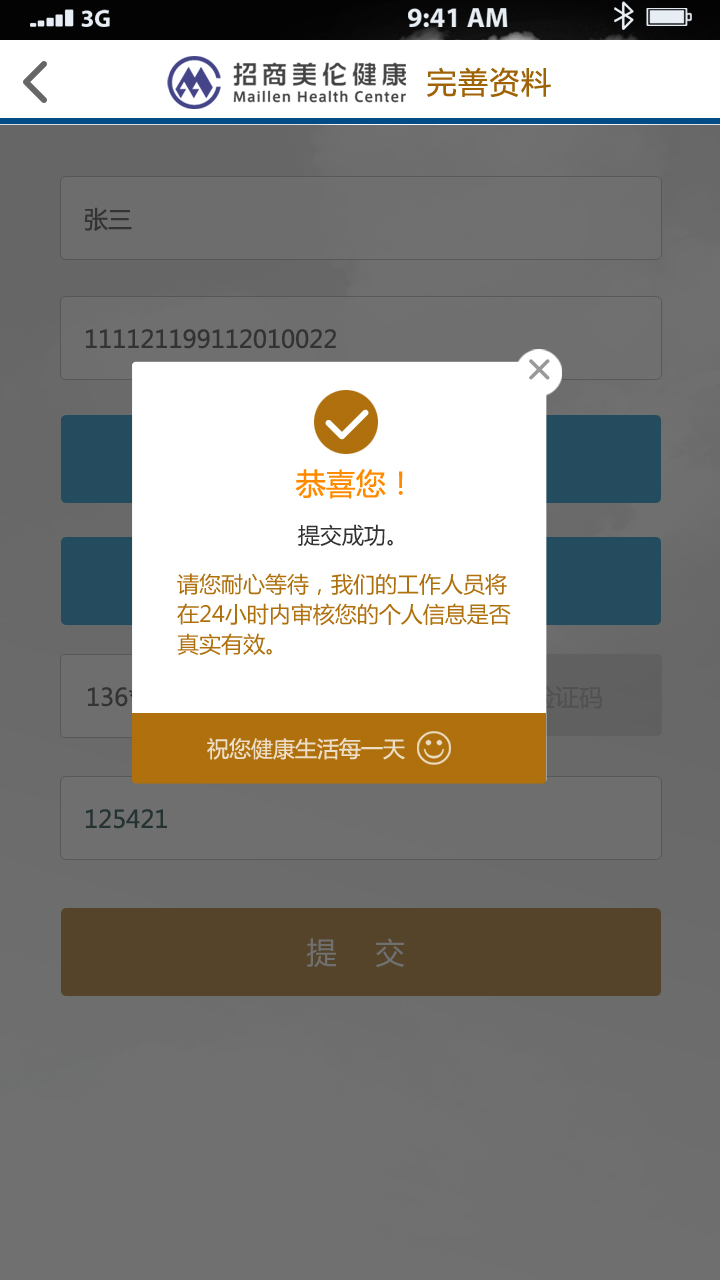 3G 9:41 AM
招商美伦健康
Maillen Health Center
完善资料
张三
111121199112010022
恭喜您！
提交成功。
请您耐心等待，我们的工作人员将
在24小时内审核您的个人信息是否
真实有效。
136* 证码
祝您健康生活每一天
125421
提 交